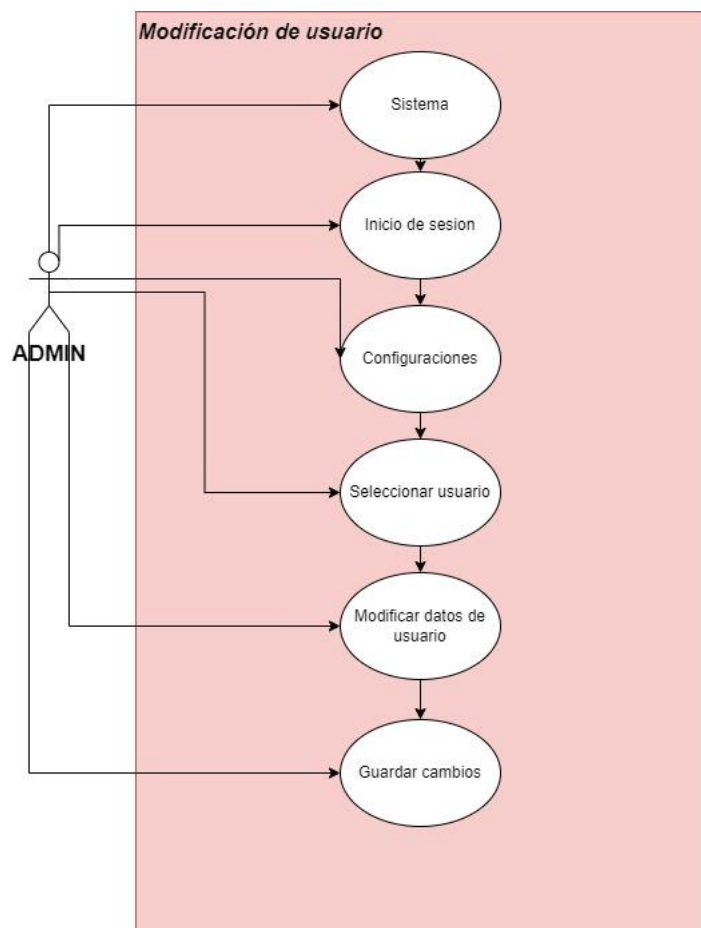 Modificación de usuario
Sistema
Inicio de sesion
ADMIN
Configuraciones
Seleccionar usuario
Modificar datos de
usuario
Guardar cambios